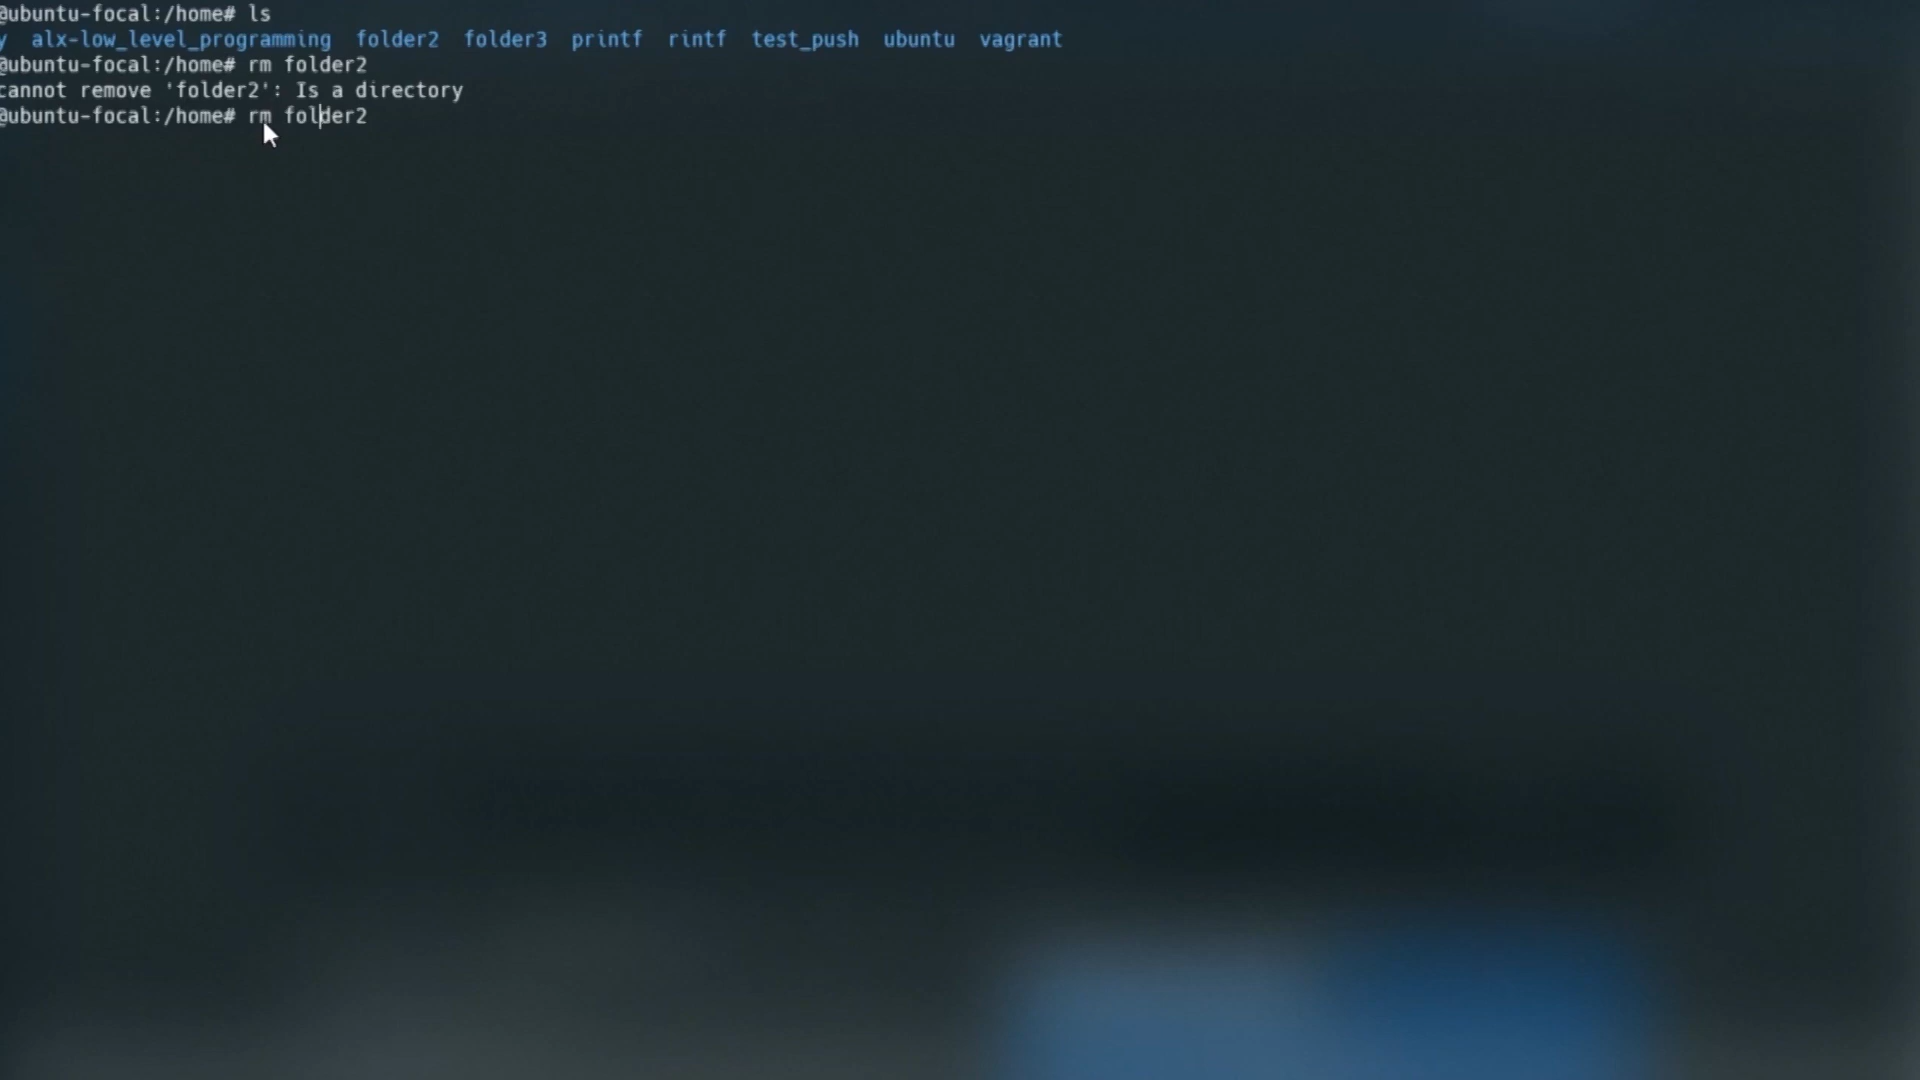 @ubuntu-focal:/home# ls
y alx-low_level_programming folder2 folder3 printf rintf test_push ubuntu vagrant
@ubuntu-focal:/home# rm folder2
cannot remove 'folder2': Is a directory
@ubuntu-focal:/home# rm folder2